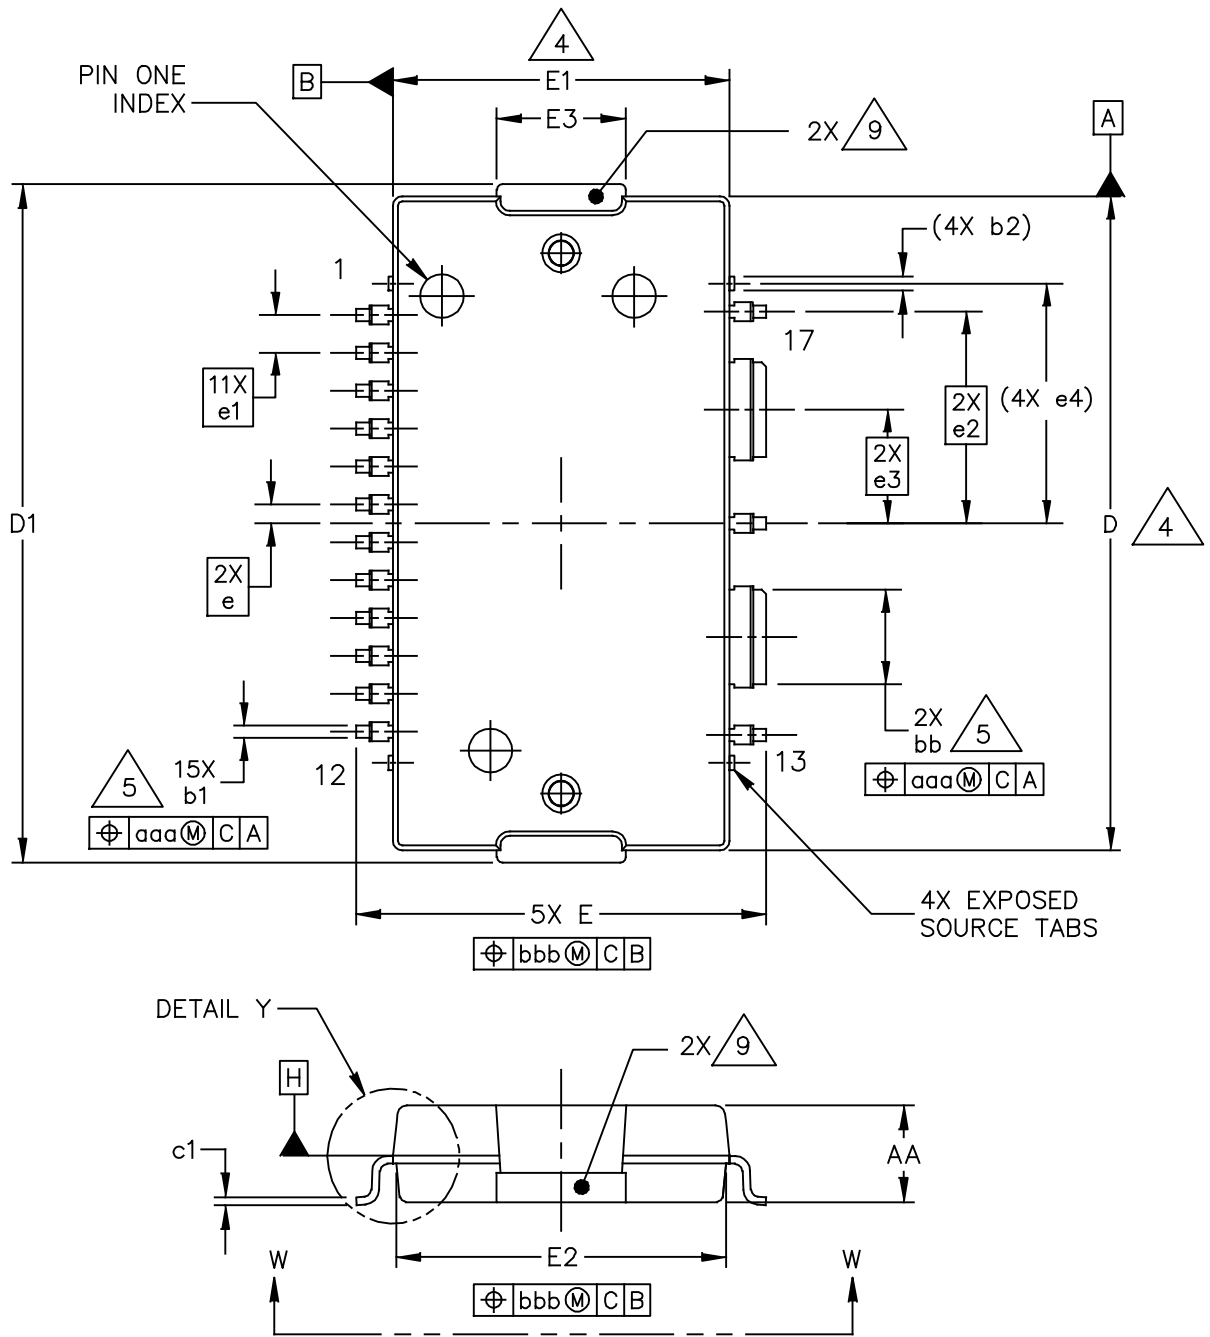 4
PIN ONE
INDEX
B
E1
E3
2X 9
A
(4X b2)
1
17
11X
e1
2X
e2
(4X e4)
2X
e3
D1
D 4
2X
e
2X
bb 5
5 15X
b1
12
13
⌖ aaa Ⓜ C A
⌖ aaa Ⓜ C A
5X E
4X EXPOSED
SOURCE TABS
⌖ bbb Ⓜ C B
DETAIL Y
2X 9
H
c1
AA
E2
W
W
⌖ bbb Ⓜ C B